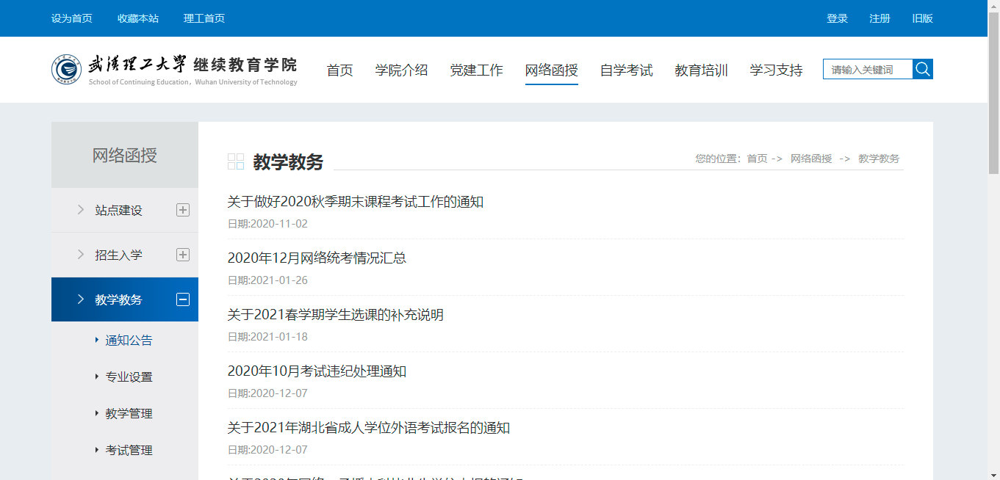 设为首页 收藏本站 理工首页 登录 注册 旧版
武汉理工大学 继续教育学院
School of Continuing Education，Wuhan University of Technology
首页 学院介绍 党建工作 网络函授 自学考试 教育培训 学习支持 请输入关键词
网络函授
站点建设
招生入学
教学教务
通知公告
专业设置
教学管理
考试管理
教学教务 您的位置：首页 -> 网络函授 -> 教学教务
关于做好2020秋季期末课程考试工作的通知
日期:2020-11-02
2020年12月网络统考情况汇总
日期:2021-01-26
关于2021春学期学生选课的补充说明
日期:2021-01-18
2020年10月考试违纪处理通知
日期:2020-12-07
关于2021年湖北省成人学位外语考试报名的通知
日期:2020-12-07